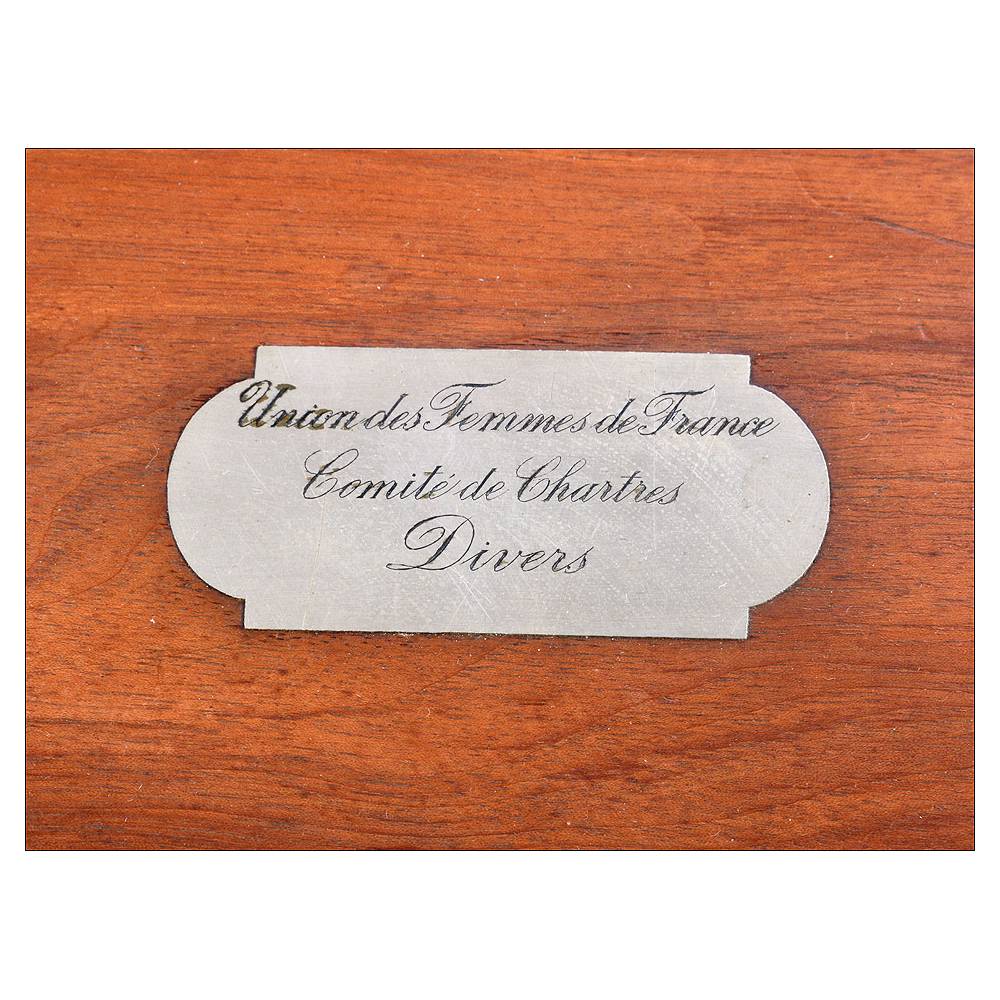 Union des Femmes de France
Comité de Chartres
Divers